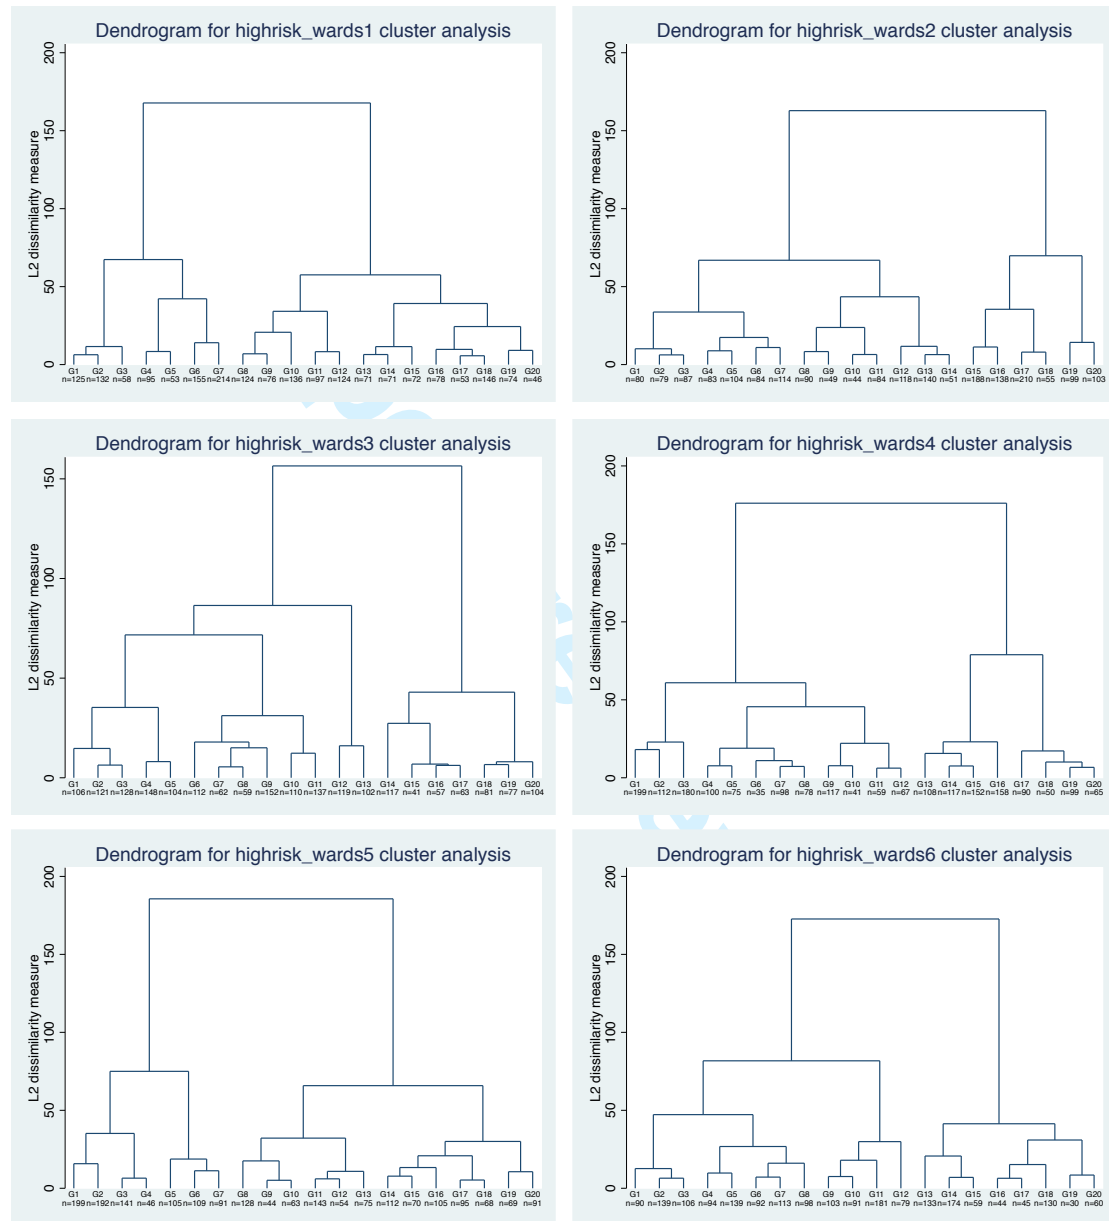 Dendrogram for highrisk_wards1 cluster analysis
L2 dissimilarity measure
200
150
100
50
0
G1 G2 G3 G4 G5 G6 G7 G8 G9 G10 G11 G12 G13 G14 G15 G16 G17 G18 G19 G20
n=125 n=132 n=58 n=95 n=53 n=155 n=214 n=124 n=76 n=136 n=97 n=124 n=71 n=71 n=72 n=78 n=53 n=146 n=74 n=46
Dendrogram for highrisk_wards2 cluster analysis
L2 dissimilarity measure
200
150
100
50
0
G1 G2 G3 G4 G5 G6 G7 G8 G9 G10 G11 G12 G13 G14 G15 G16 G17 G18 G19 G20
n=80 n=79 n=87 n=83 n=104 n=84 n=114 n=90 n=49 n=44 n=84 n=118 n=140 n=51 n=188 n=138 n=210 n=55 n=99 n=103
Dendrogram for highrisk_wards3 cluster analysis
L2 dissimilarity measure
150
100
50
0
G1 G2 G3 G4 G5 G6 G7 G8 G9 G10 G11 G12 G13 G14 G15 G16 G17 G18 G19 G20
n=106 n=121 n=128 n=148 n=104 n=112 n=62 n=59 n=152 n=110 n=137 n=119 n=102 n=117 n=41 n=57 n=63 n=81 n=77 n=104
Dendrogram for highrisk_wards4 cluster analysis
L2 dissimilarity measure
200
150
100
50
0
G1 G2 G3 G4 G5 G6 G7 G8 G9 G10 G11 G12 G13 G14 G15 G16 G17 G18 G19 G20
n=199 n=112 n=180 n=100 n=75 n=35 n=98 n=78 n=117 n=41 n=59 n=67 n=108 n=117 n=152 n=158 n=90 n=50 n=99 n=65
Dendrogram for highrisk_wards5 cluster analysis
L2 dissimilarity measure
200
150
100
50
0
G1 G2 G3 G4 G5 G6 G7 G8 G9 G10 G11 G12 G13 G14 G15 G16 G17 G18 G19 G20
n=199 n=192 n=141 n=46 n=105 n=109 n=91 n=128 n=44 n=63 n=143 n=54 n=75 n=112 n=70 n=105 n=95 n=68 n=69 n=91
Dendrogram for highrisk_wards6 cluster analysis
L2 dissimilarity measure
200
150
100
50
0
G1 G2 G3 G4 G5 G6 G7 G8 G9 G10 G11 G12 G13 G14 G15 G16 G17 G18 G19 G20
n=90 n=139 n=106 n=94 n=139 n=92 n=113 n=98 n=103 n=91 n=181 n=79 n=133 n=174 n=59 n=44 n=45 n=130 n=30 n=60